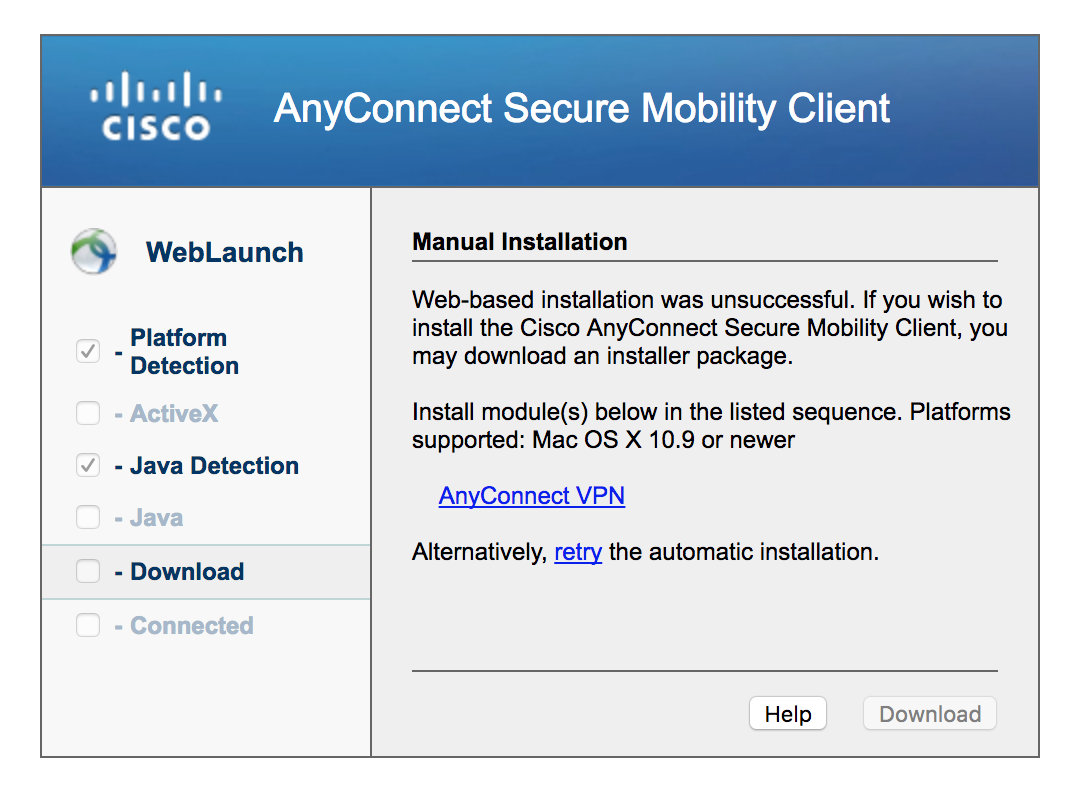 CISCO
AnyConnect Secure Mobility Client
WebLaunch
- Platform
Detection
- ActiveX
- Java Detection
- Java
- Download
- Connected
Manual Installation
Web-based installation was unsuccessful. If you wish to
install the Cisco AnyConnect Secure Mobility Client, you
may download an installer package.
Install module(s) below in the listed sequence. Platforms
supported: Mac OS X 10.9 or newer
AnyConnect VPN
Alternatively, retry the automatic installation.
Help
Download